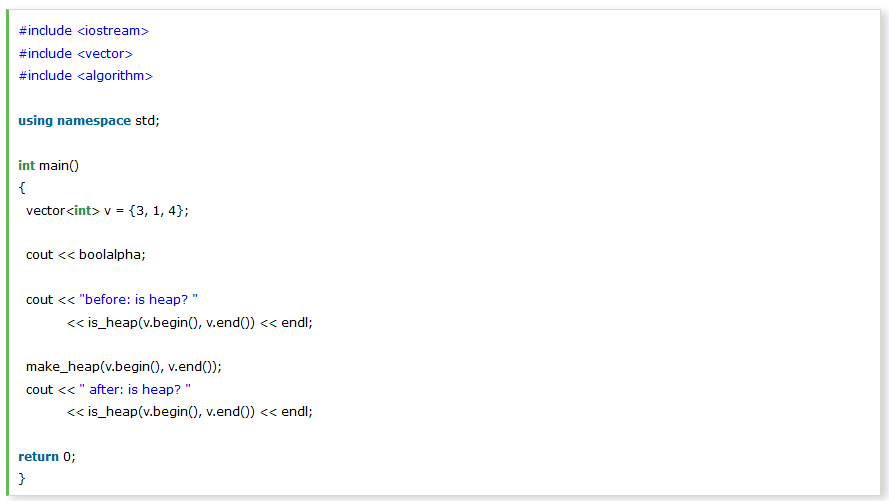 #include <iostream>
#include <vector>
#include <algorithm>
using namespace std;
int main()
{
vector<int> v = {3, 1, 4};
cout << boolalpha;
cout << "before: is heap? "
<< is_heap(v.begin(), v.end()) << endl;
make_heap(v.begin(), v.end());
cout << " after: is heap? "
<< is_heap(v.begin(), v.end()) << endl;
return 0;
}